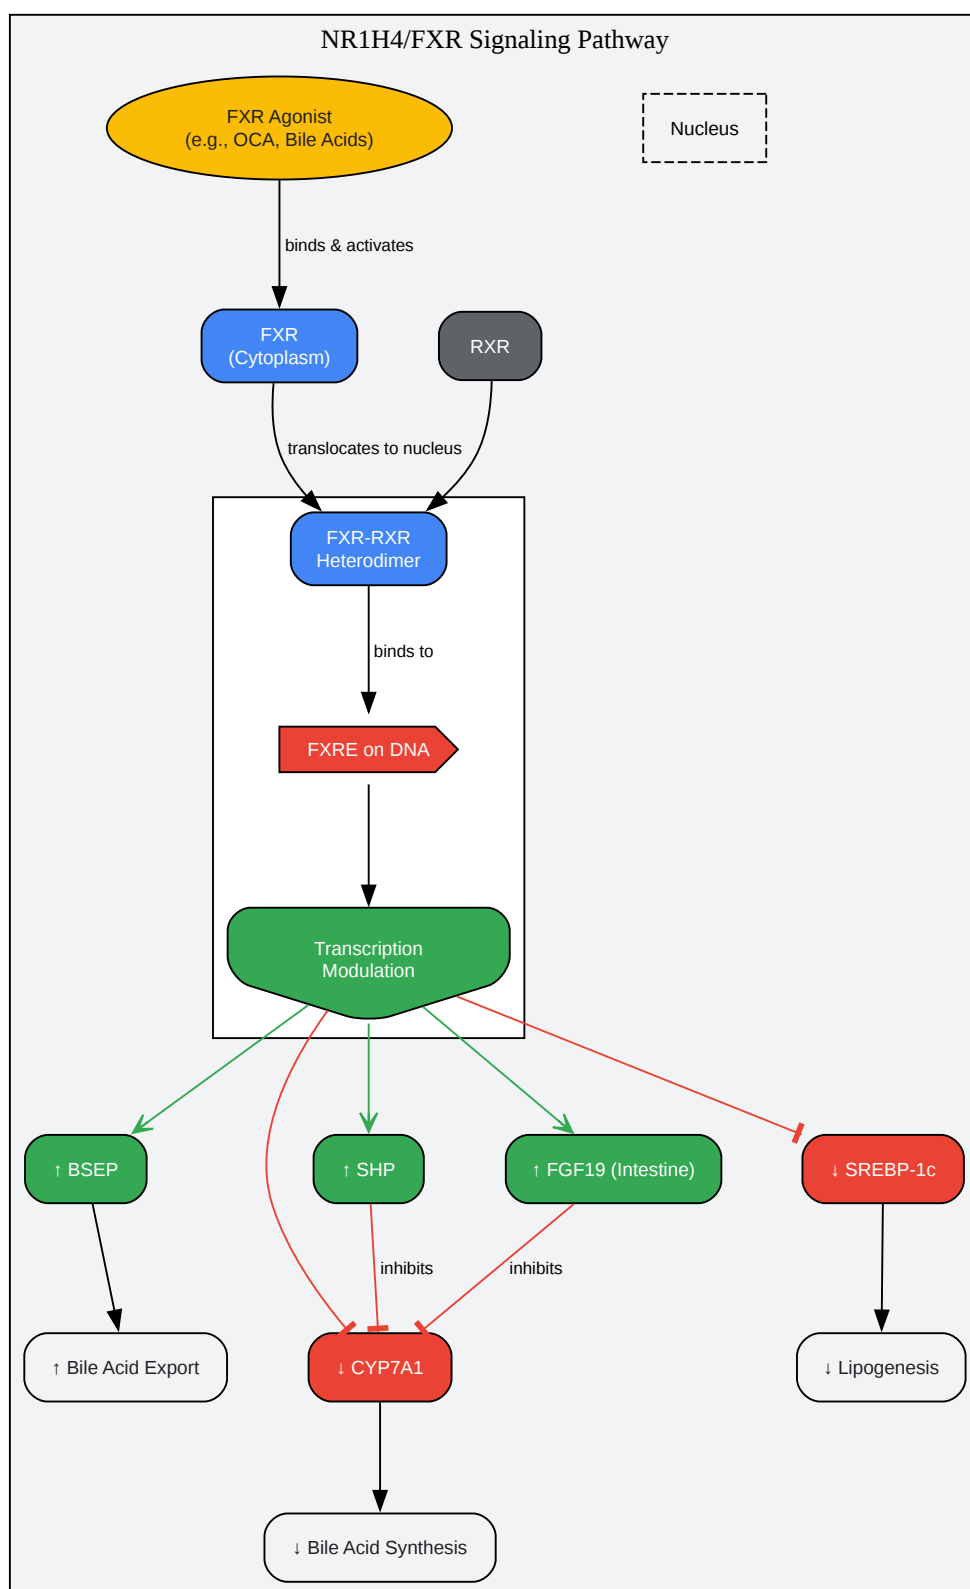 NR1H4/FXR Signaling Pathway
FXR Agonist
(e.g., OCA, Bile Acids)
Nucleus
binds & activates
FXR
(Cytoplasm)
RXR
translocates to nucleus
FXR-RXR
Heterodimer
binds to
FXRE on DNA
Transcription
Modulation
↑ BSEP
↑ SHP
↑ FGF19 (Intestine)
↓ SREBP-1c
inhibits
inhibits
↑ Bile Acid Export
↓ CYP7A1
↓ Lipogenesis
↓ Bile Acid Synthesis